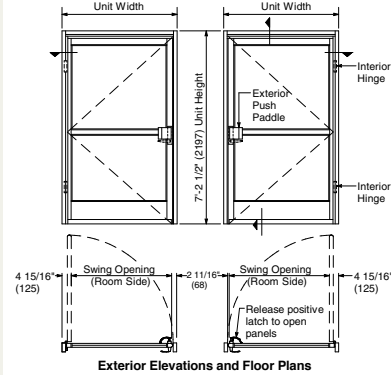 Unit Width
Unit Width
7'-2 1/2" (2197) Unit Height
Exterior
Push
Paddle
Interior
Hinge
Interior
Hinge
4 15/16"
(125)
Swing Opening
(Room Side)
2 11/16"
(68)
Swing Opening
(Room Side)
4 15/16"
(125)
Release positive
latch to open
panels
Exterior Elevations and Floor Plans